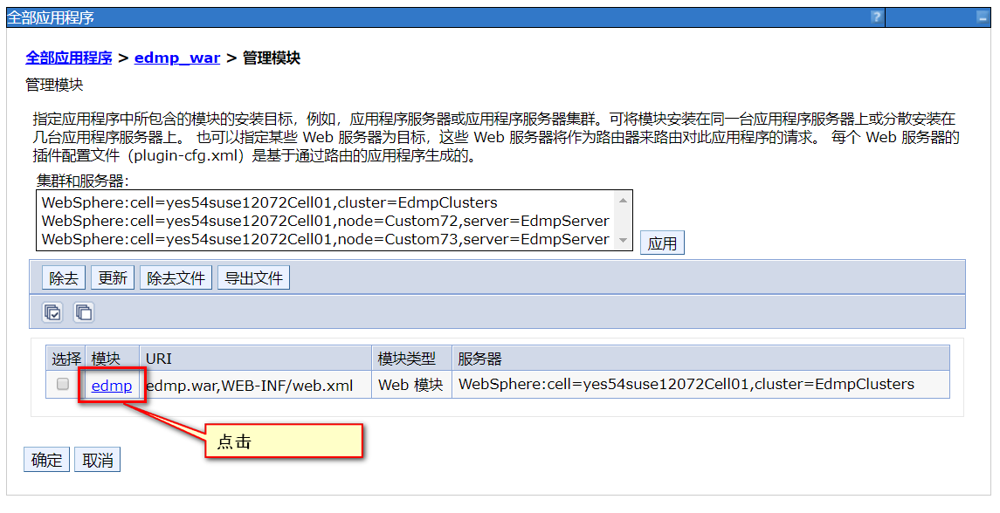 全部应用程序 ?
全部应用程序 > edmp_war > 管理模块
管理模块
指定应用程序中所包含的模块的安装目标，例如，应用程序服务器或应用程序服务器集群。可将模块安装在同一台应用程序服务器上或分散安装在
几台应用程序服务器上。 也可以指定某些 Web 服务器为目标，这些 Web 服务器将作为路由器来路由对此应用程序的请求。 每个 Web 服务器的
插件配置文件（plugin-cfg.xml）是基于通过路由的应用程序生成的。
集群和服务器：
WebSphere:cell=yes54suse12072Cell01,cluster=EdmpClusters
WebSphere:cell=yes54suse12072Cell01,node=Custom72,server=EdmpServer
WebSphere:cell=yes54suse12072Cell01,node=Custom73,server=EdmpServer
应用
除去 更新 除去文件 导出文件
选择 模块 URI 模块类型 服务器
edmp edmp.war,WEB-INF/web.xml Web 模块 WebSphere:cell=yes54suse12072Cell01,cluster=EdmpClusters
点击
确定 取消